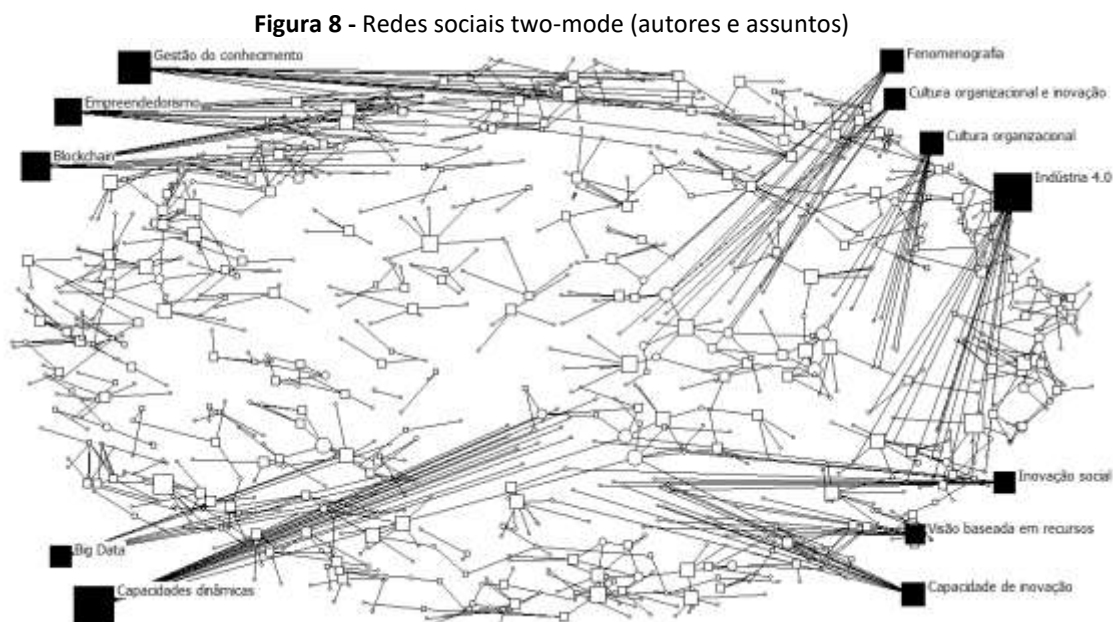 Figura 8 - Redes sociais two-mode (autores e assuntos)
Gestão do conhecimento
Fenomenografia
Empreendedorismo
Cultura organizacional e inovação
Blockchain
Cultura organizacional
Indústria 4.0
Inovação social
Visão baseada em recursos
Big Data
Capacidades dinâmicas
Capacidade de inovação